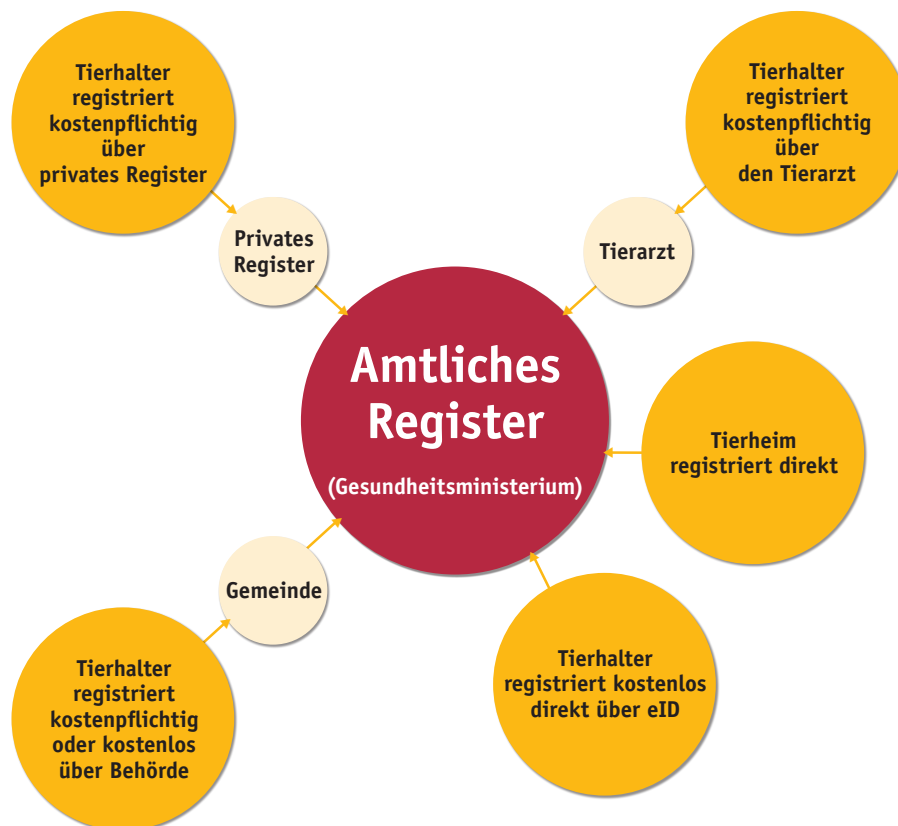 Tierhalter
registriert
kostenpflichtig
über
privates Register
Tierhalter
registriert
kostenpflichtig
über
den Tierarzt
Privates
Register
Tierarzt
Amtliches
Register
(Gesundheitsministerium)
Tierheim
registriert direkt
Gemeinde
Tierhalter
registriert kostenlos
direkt über eID
Tierhalter
registriert
kostenpflichtig
oder kostenlos
über Behörde